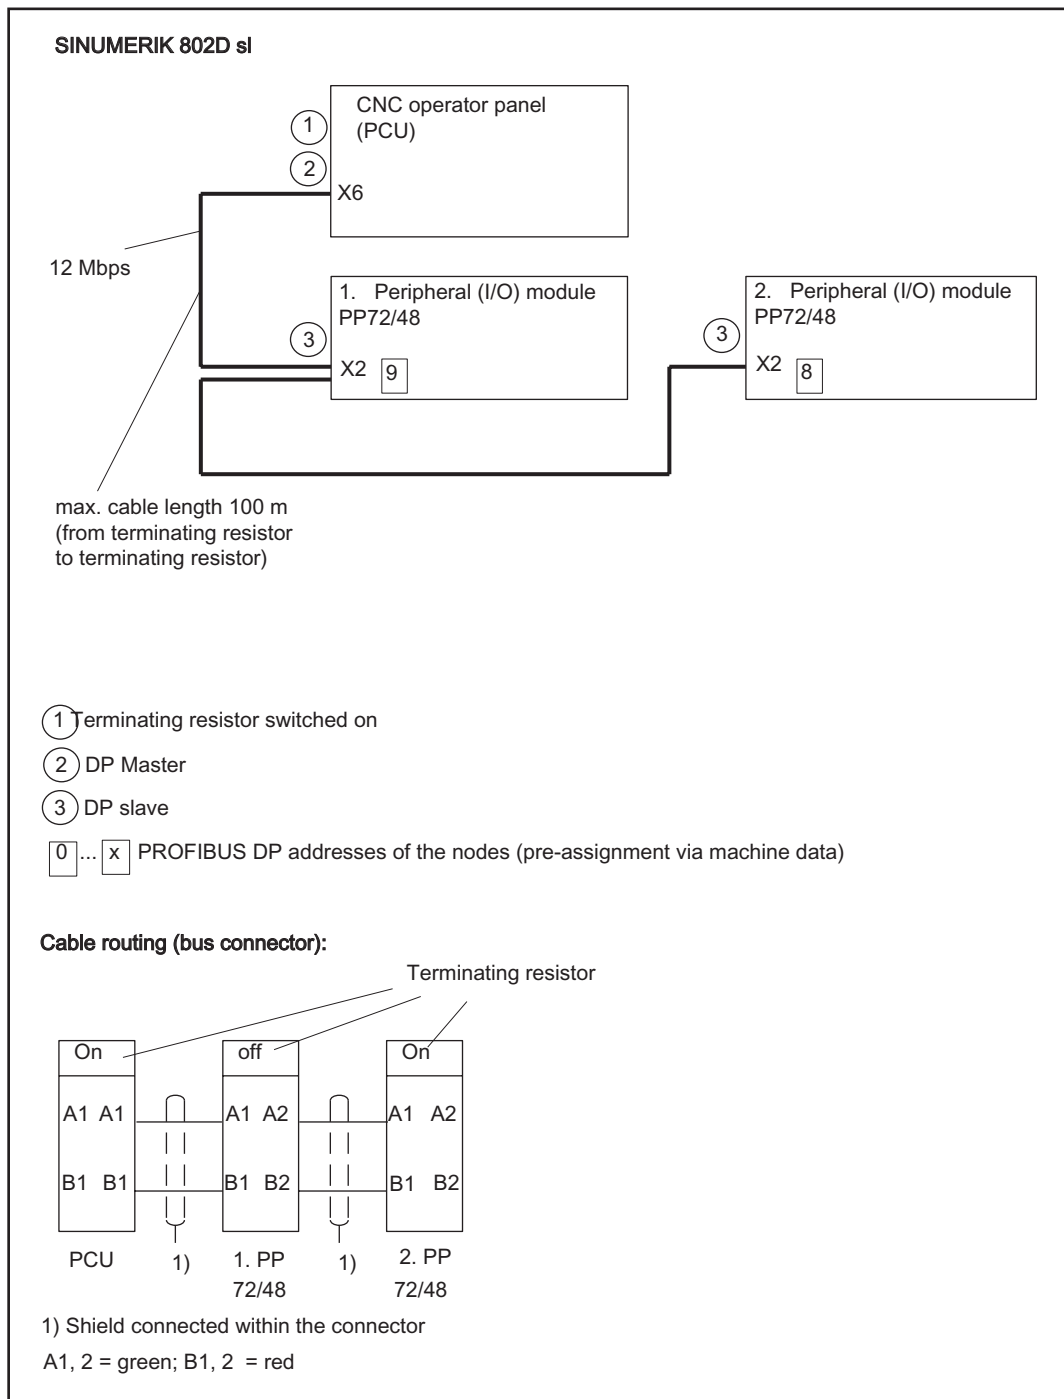 SINUMERIK 802D sl
CNC operator panel
(PCU)
1
2
X6
12 Mbps
1. Peripheral (I/O) module
PP72/48
3
X2 9
2. Peripheral (I/O) module
PP72/48
3
X2 8
max. cable length 100 m
(from terminating resistor
to terminating resistor)
1 Terminating resistor switched on
2 DP Master
3 DP slave
0 ... x PROFIBUS DP addresses of the nodes (pre-assignment via machine data)
Cable routing (bus connector):
Terminating resistor
On off On
A1 A1 A1 A2 A1 A2
B1 B1 B1 B2 B1 B2
PCU 1) 1. PP 1) 2. PP
72/48 72/48
1) Shield connected within the connector
A1, 2 = green; B1, 2 = red